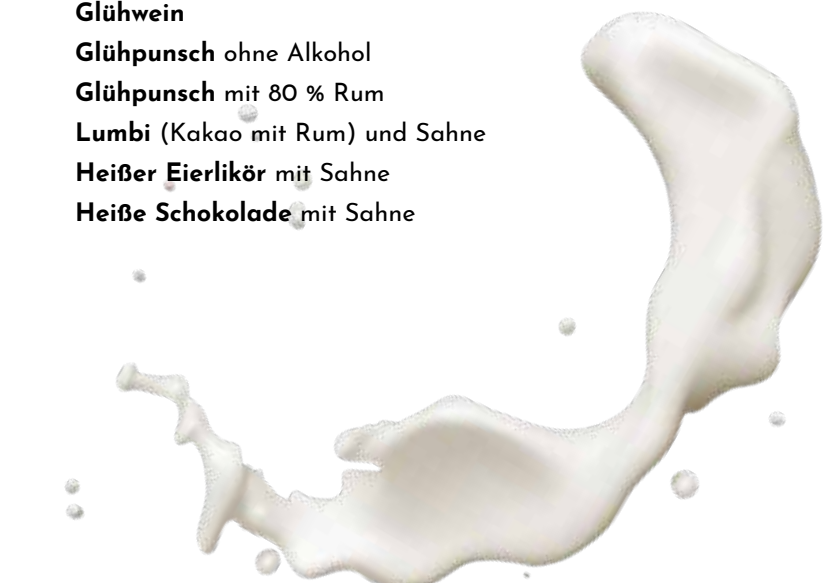 Glühwein
Glühpunsch ohne Alkohol
Glühpunsch mit 80 % Rum
Lumbi (Kakao mit Rum) und Sahne
Heißer Eierlikör mit Sahne
Heiße Schokolade mit Sahne